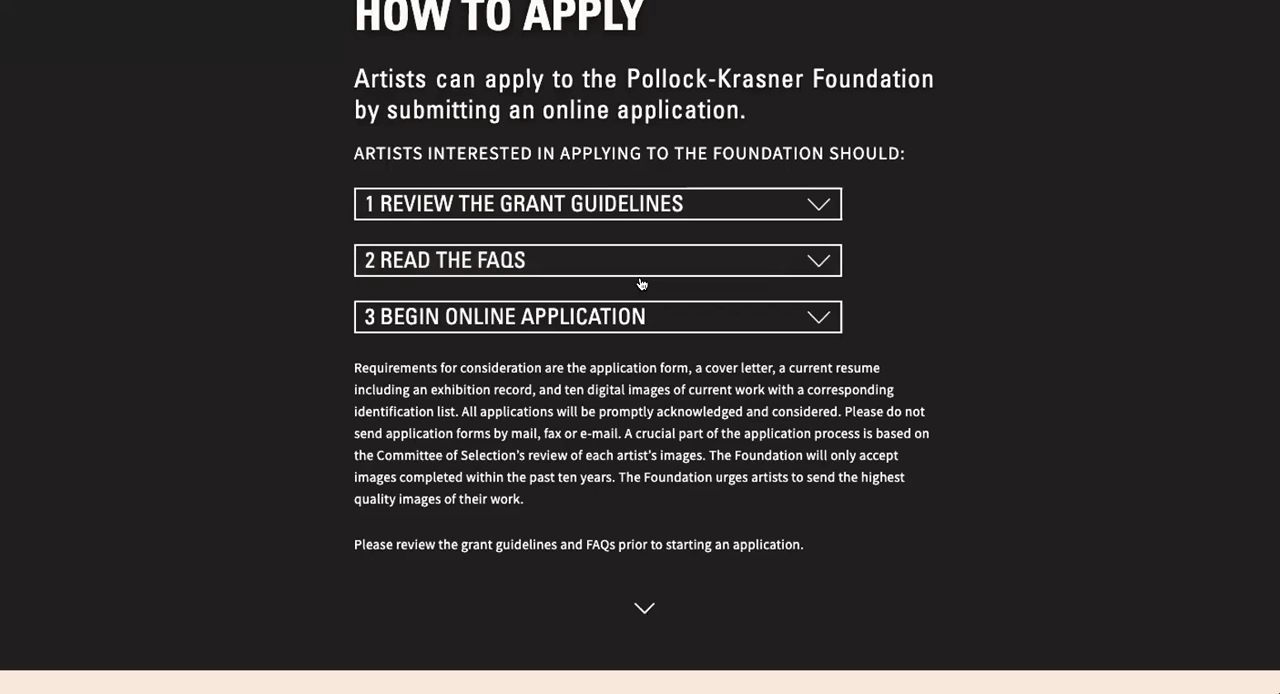 HOW TO APPLY
Artists can apply to the Pollock-Krasner Foundation
by submitting an online application.
ARTISTS INTERESTED IN APPLYING TO THE FOUNDATION SHOULD:
1 REVIEW THE GRANT GUIDELINES
2 READ THE FAQS
3 BEGIN ONLINE APPLICATION
Requirements for consideration are the application form, a cover letter, a current resume
including an exhibition record, and ten digital images of current work with a corresponding
identification list. All applications will be promptly acknowledged and considered. Please do not
send application forms by mail, fax or e-mail. A crucial part of the application process is based on
the Committee of Selection's review of each artist's images. The Foundation will only accept
images completed within the past ten years. The Foundation urges artists to send the highest
quality images of their work.
Please review the grant guidelines and FAQs prior to starting an application.